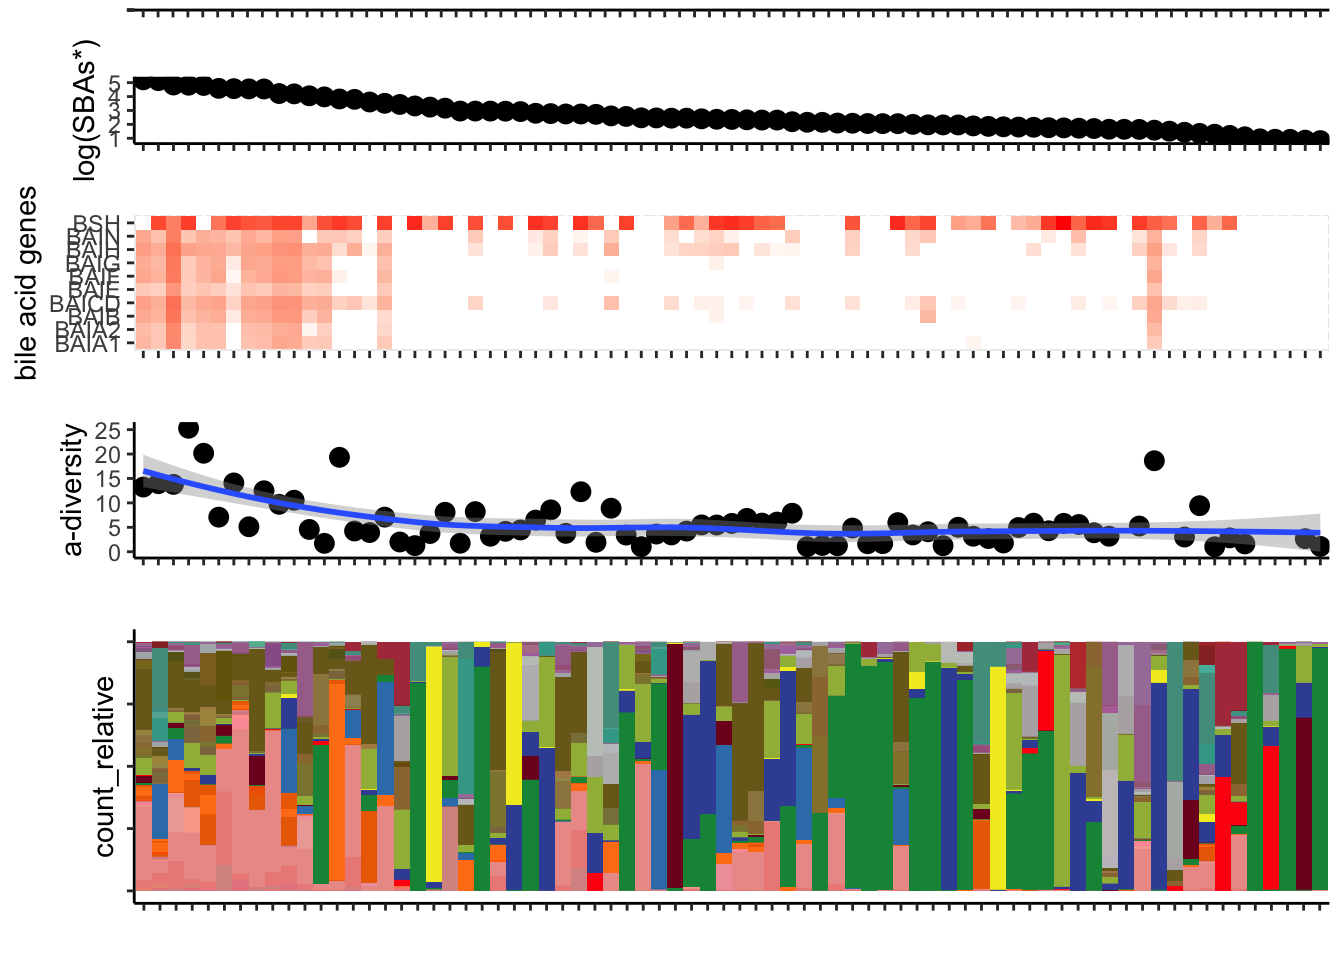 log(SBAs*)
5
4
3
2
1
bile acid genes
BSH
BAIN
BAIH
BAIG
BAIF
BAIE
BAICD
BAIB
BAIA2
BAIA1
a-diversity
25
20
15
10
5
0
count_relative